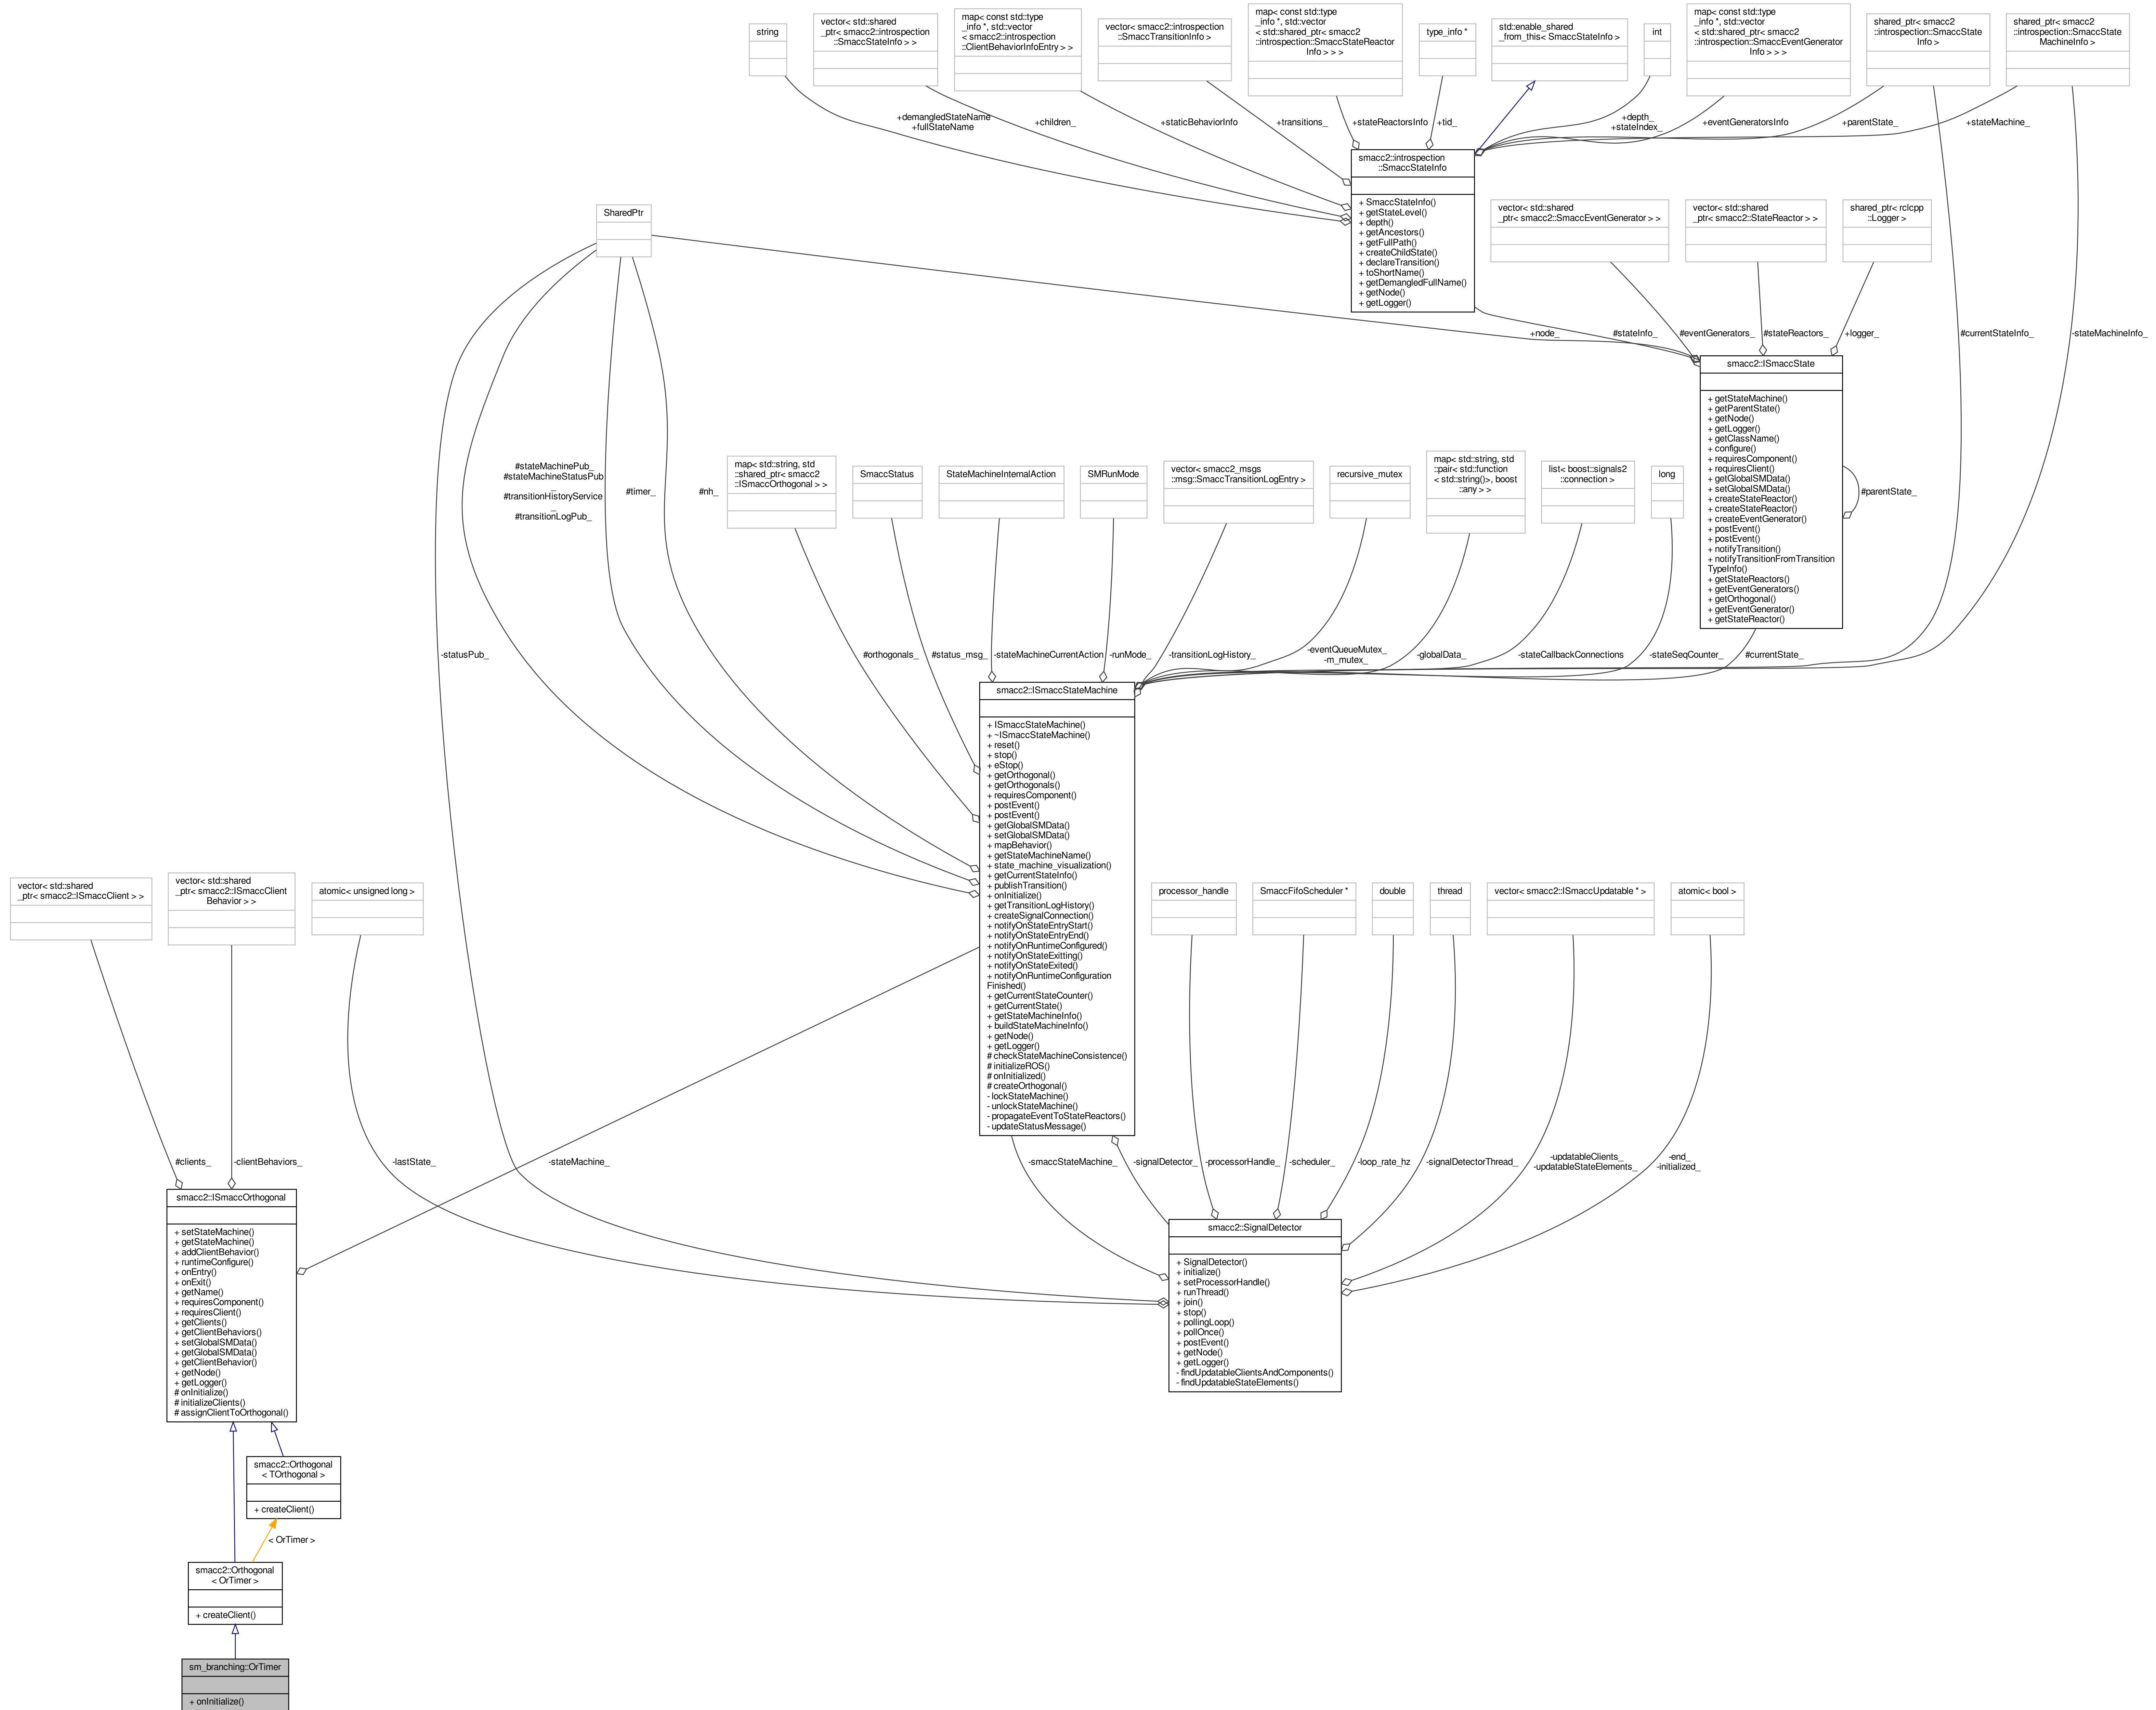 string
vector< std::shared
_ptr< smacc2::introspection
::SmaccStateInfo > >
map< const std::type
_info *, std::vector
< smacc2::introspection
::ClientBehaviorInfoEntry > >
vector< smacc2::introspection
::SmaccTransitionInfo >
map< const std::type
_info *, std::vector
< std::shared_ptr< smacc2
::introspection::SmaccStateReactor
Info > > >
type_info *
std::enable_shared
_from_this< SmaccStateInfo >
int
map< const std::type
_info *, std::vector
< std::shared_ptr< smacc2
::introspection::SmaccEventGenerator
Info > > >
shared_ptr< smacc2
::introspection::SmaccState
Info >
shared_ptr< smacc2
::introspection::SmaccState
MachineInfo >
+demangledStateName
+fullStateName
+children_
+staticBehaviorInfo
+transitions_
+stateReactorsInfo
+tid_
+depth_
+stateIndex_
+eventGeneratorsInfo
+parentState_
+stateMachine_
smacc2::introspection
::SmaccStateInfo
+ SmaccStateInfo()
+ getStateLevel()
+ depth()
+ getAncestors()
+ getFullPath()
+ createChildState()
+ declareTransition()
+ toShortName()
+ getDemangledFullName()
+ getNode()
+ getLogger()
SharedPtr
vector< std::shared
_ptr< smacc2::SmaccEventGenerator > >
vector< std::shared
_ptr< smacc2::StateReactor > >
shared_ptr< rclcpp
::Logger >
+node_
#stateInfo_
#eventGenerators_
#stateReactors_
+logger_
#currentStateInfo_
-stateMachineInfo_
smacc2::ISmaccState
+ getStateMachine()
+ getParentState()
+ getNode()
+ getLogger()
+ getClassName()
+ configure()
+ requiresComponent()
+ requiresClient()
+ getGlobalSMData()
+ setGlobalSMData()
+ createStateReactor()
+ createStateReactor()
+ createEventGenerator()
+ postEvent()
+ postEvent()
+ notifyTransition()
+ notifyTransitionFromTransition
TypeInfo()
+ getStateReactors()
+ getEventGenerators()
+ getOrthogonal()
+ getEventGenerator()
+ getStateReactor()
#parentState_
#stateMachinePub_
#stateMachineStatusPub
_
#transitionHistoryService
_
#transitionLogPub_
#timer_
#nh_
map< std::string, std
::shared_ptr< smacc2
::ISmaccOrthogonal > >
SmaccStatus
StateMachineInternalAction
SMRunMode
vector< smacc2_msgs
::msg::SmaccTransitionLogEntry >
recursive_mutex
map< std::string, std
::pair< std::function
< std::string()>, boost
::any > >
list< boost::signals2
::connection >
long
-statusPub_
#orthogonals_
#status_msg_
-stateMachineCurrentAction
-runMode_
-transitionLogHistory_
-eventQueueMutex_
-m_mutex_
-globalData_
-stateCallbackConnections
-stateSeqCounter_
#currentState_
smacc2::ISmaccStateMachine
+ ISmaccStateMachine()
+ ~ISmaccStateMachine()
+ reset()
+ stop()
+ eStop()
+ getOrthogonal()
+ getOrthogonals()
+ requiresComponent()
+ postEvent()
+ postEvent()
+ getGlobalSMData()
+ setGlobalSMData()
+ mapBehavior()
+ getStateMachineName()
+ state_machine_visualization()
+ getCurrentStateInfo()
+ publishTransition()
+ onInitialize()
+ getTransitionLogHistory()
+ createSignalConnection()
+ notifyOnStateEntryStart()
+ notifyOnStateEntryEnd()
+ notifyOnRuntimeConfigured()
+ notifyOnStateExitting()
+ notifyOnStateExited()
+ notifyOnRuntimeConfiguration
Finished()
+ getCurrentStateCounter()
+ getCurrentState()
+ getStateMachineInfo()
+ buildStateMachineInfo()
+ getNode()
+ getLogger()
# checkStateMachineConsistence()
# initializeROS()
# onInitialized()
# createOrthogonal()
- lockStateMachine()
- unlockStateMachine()
- propagateEventToStateReactors()
- updateStatusMessage()
vector< std::shared
_ptr< smacc2::ISmaccClient > >
vector< std::shared
_ptr< smacc2::ISmaccClient
Behavior > >
atomic< unsigned long >
processor_handle
SmaccFifoScheduler *
double
thread
vector< smacc2::ISmaccUpdatable * >
atomic< bool >
#clients_
-clientBehaviors_
-lastState_
-stateMachine_
-smaccStateMachine_
-signalDetector_
-processorHandle_
-scheduler_
-loop_rate_hz
-signalDetectorThread_
-updatableClients_
-updatableStateElements_
-end_
-initialized_
smacc2::ISmaccOrthogonal
+ setStateMachine()
+ getStateMachine()
+ addClientBehavior()
+ runtimeConfigure()
+ onEntry()
+ onExit()
+ getName()
+ requiresComponent()
+ requiresClient()
+ getClients()
+ getClientBehaviors()
+ setGlobalSMData()
+ getGlobalSMData()
+ getClientBehavior()
+ getNode()
+ getLogger()
# onInitialize()
# initializeClients()
# assignClientToOrthogonal()
smacc2::SignalDetector
+ SignalDetector()
+ initialize()
+ setProcessorHandle()
+ runThread()
+ join()
+ stop()
+ pollingLoop()
+ pollOnce()
+ postEvent()
+ getNode()
+ getLogger()
- findUpdatableClientsAndComponents()
- findUpdatableStateElements()
smacc2::Orthogonal
< TOrthogonal >
+ createClient()
< OrTimer >
smacc2::Orthogonal
< OrTimer >
+ createClient()
sm_branching::OrTimer
+ onInitialize()